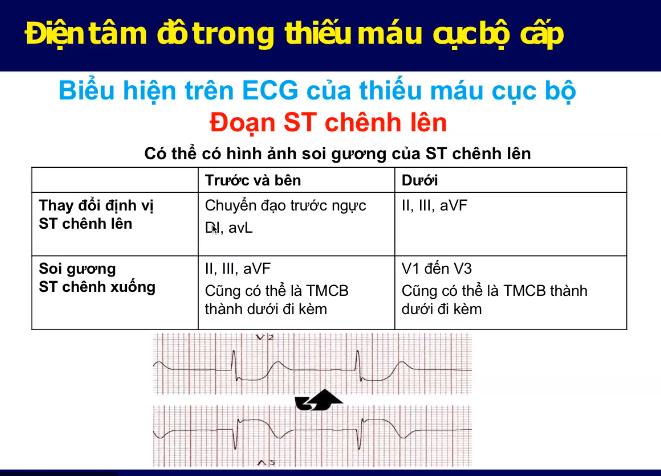 Điện tâm đồ trong thiếu máu cục bộ cấp
Biểu hiện trên ECG của thiếu máu cục bộ
Đoạn ST chênh lên
Có thể có hình ảnh soi gương của ST chênh lên
Trước và bên
Dưới
Thay đổi định vị
ST chênh lên
Chuyển đạo trước ngực
DI, avL
II, III, aVF
Soi gương
ST chênh xuống
II, III, aVF
Cũng có thể là TMCB
thành dưới đi kèm
V1 đến V3
Cũng có thể là TMCB thành
dưới đi kèm
V2